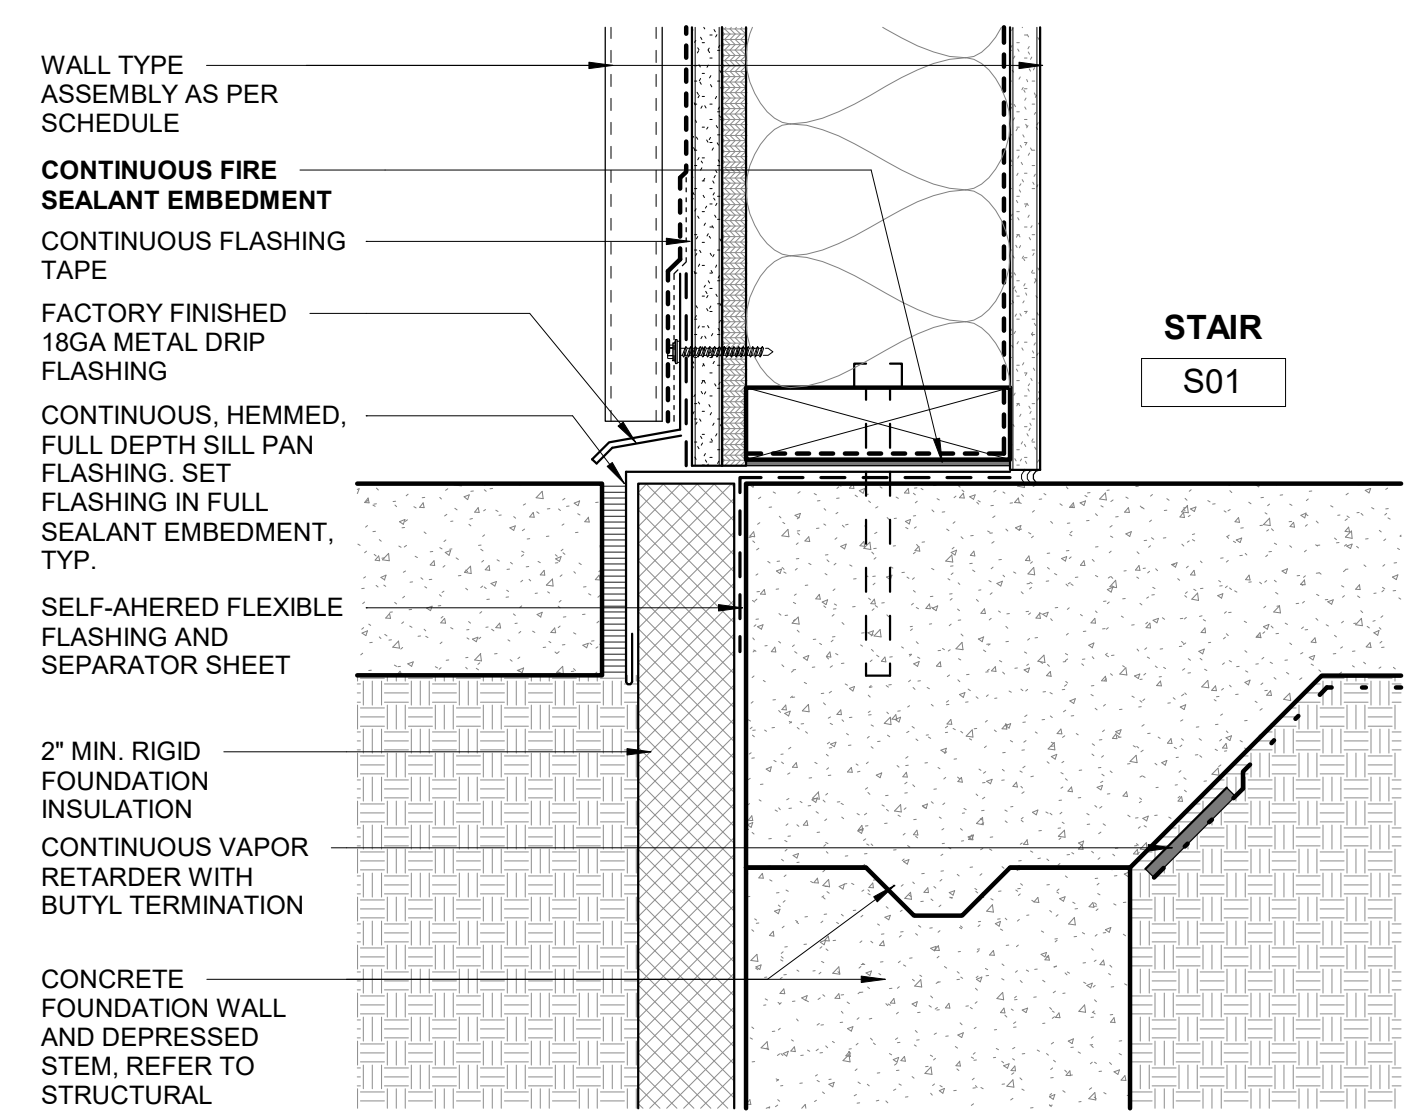 WALL TYPE
ASSEMBLY AS PER
SCHEDULE
CONTINUOUS FIRE
SEALANT EMBEDMENT
CONTINUOUS FLASHING
TAPE
FACTORY FINISHED
18GA METAL DRIP
FLASHING
CONTINUOUS, HEMMED,
FULL DEPTH SILL PAN
FLASHING. SET
FLASHING IN FULL
SEALANT EMBEDMENT,
TYP.
SELF-AHERED FLEXIBLE
FLASHING AND
SEPARATOR SHEET
2" MIN. RIGID
FOUNDATION
INSULATION
CONTINUOUS VAPOR
RETARDER WITH
BUTYL TERMINATION
CONCRETE
FOUNDATION WALL
AND DEPRESSED
STEM, REFER TO
STRUCTURAL
STAIR
S01